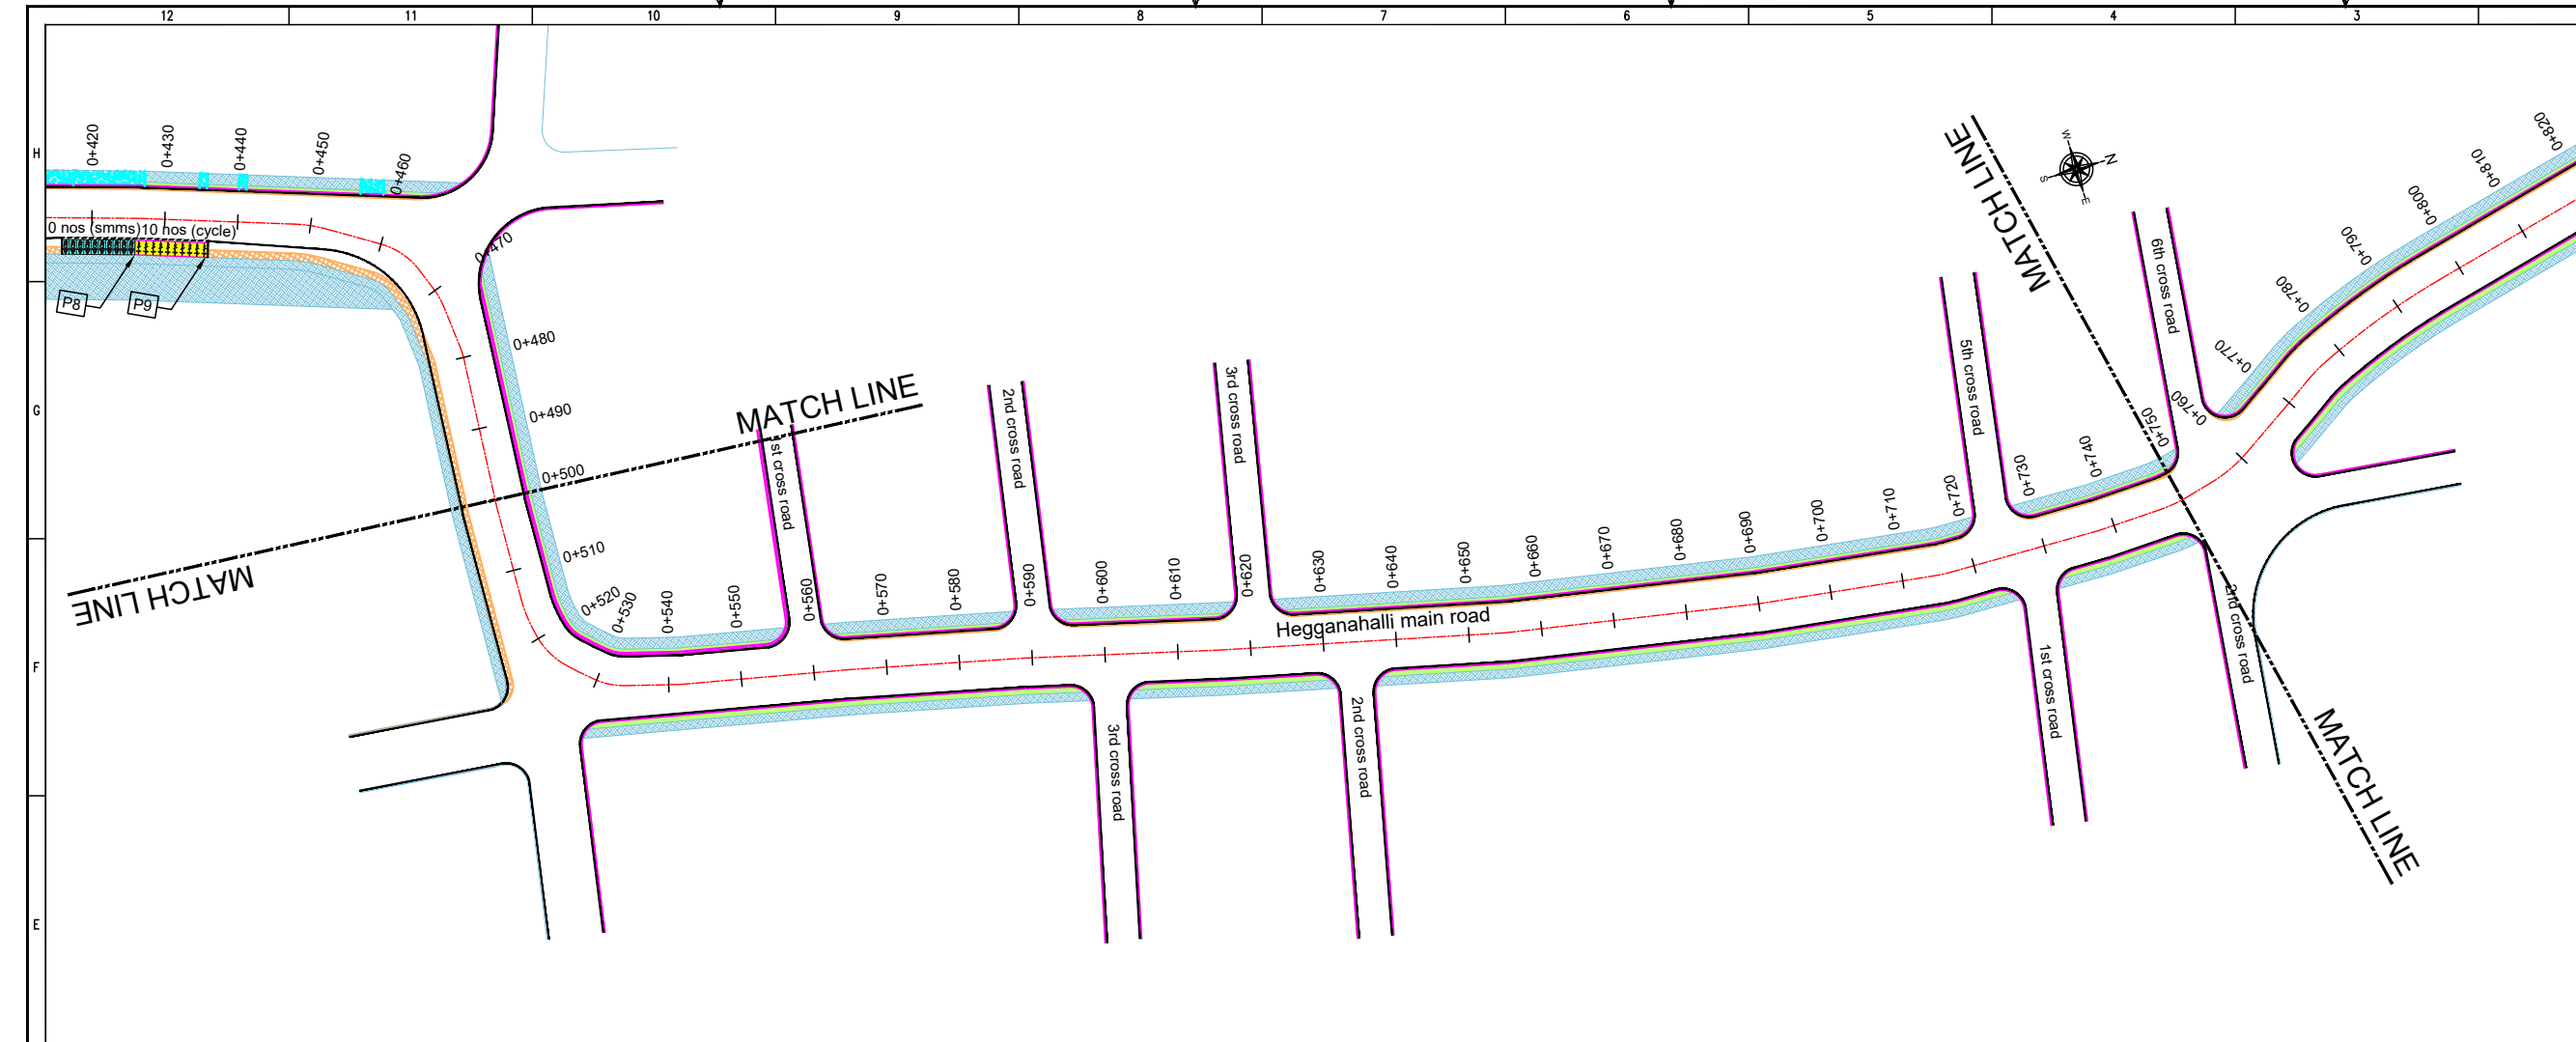 12 11 10 9 8 7 6 5 4 3
H
G
F
E
0+420
0+430
0+440
0+450
0+460
0 nos (smms)10 nos (cycle)
P8
P9
0+470
0+480
0+490
0+500
0+510
0+520
0+530
0+540
0+550
0+560
0+570
0+580
0+590
0+600
0+610
0+620
0+630
0+640
0+650
0+660
0+670
0+680
0+690
0+700
0+710
0+720
0+730
0+740
0+750
0+760
0+770
0+780
0+790
0+800
0+810
0+820
MATCH LINE
MATCH LINE
MATCH LINE
MATCH LINE
st cross road
2nd cross road
3rd cross road
5th cross road
6th cross road
Hegganahalli main road
3rd cross road
2nd cross road
1st cross road
2nd cross road
W
N
S
E